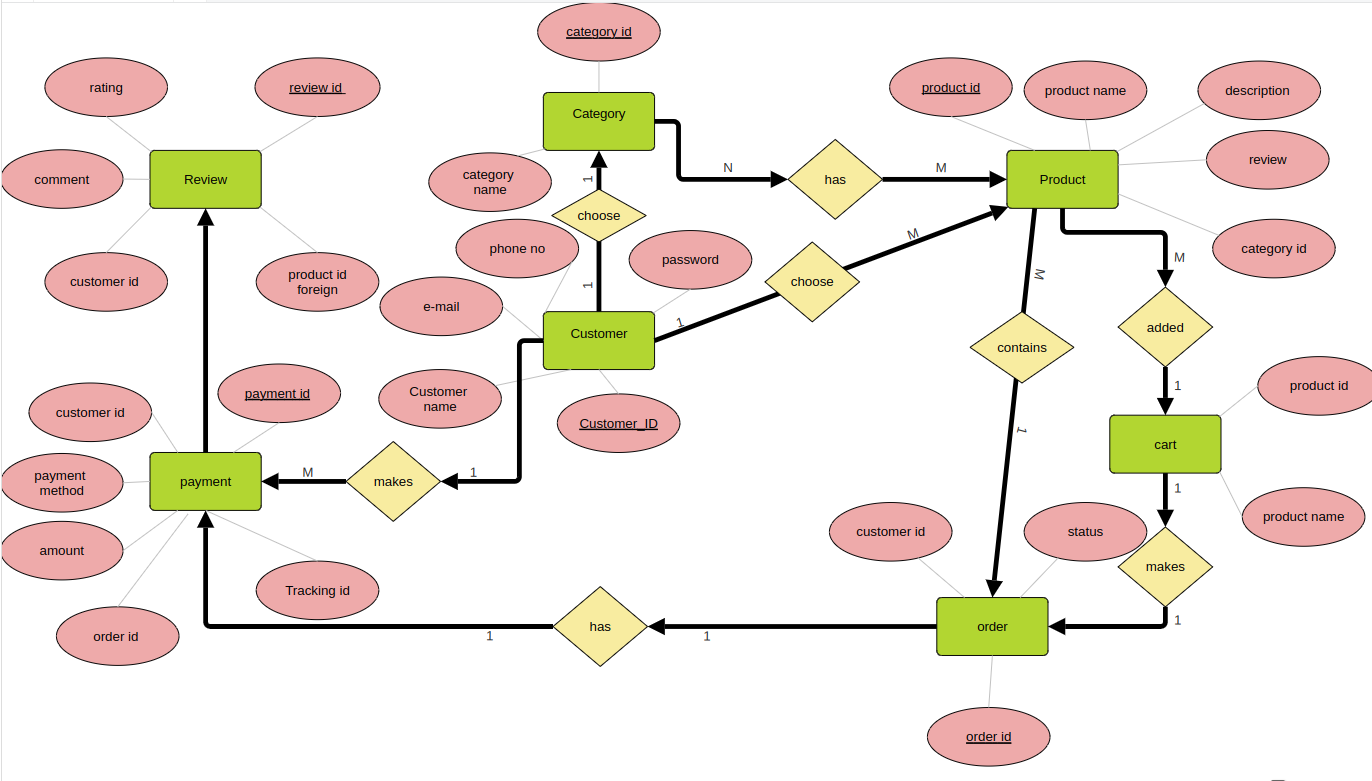 category id
rating
review id
product id
product name
description
Category
review
comment
Review
category
name
N
has
M
Product
1
choose
phone no
password
category id
customer id
product id
foreign
e-mail
1
choose
M
M
M
added
Customer
1
contains
customer id
payment id
Customer
name
Customer_ID
1
product id
1
cart
payment
method
payment
M
makes
1
1
product name
amount
customer id
status
makes
Tracking id
order id
1
has
1
order
1
order id